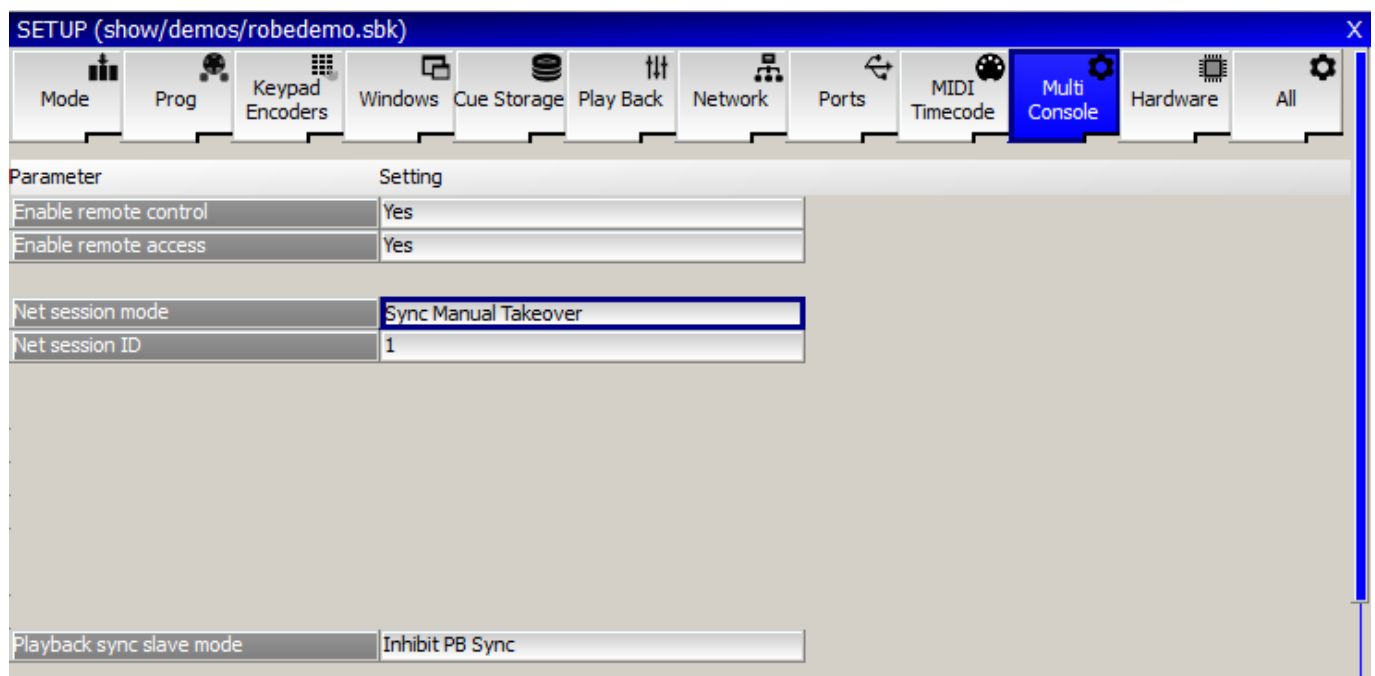 SETUP (show/demos/robedemo.sbk) X
Mode Prog Keypad Encoders Windows Cue Storage Play Back Network Ports MIDI Timecode Multi Console Hardware All
Parameter Setting
Enable remote control Yes
Enable remote access Yes
Net session mode Sync Manual Takeover
Net session ID 1
Playback sync slave mode Inhibit PB Sync